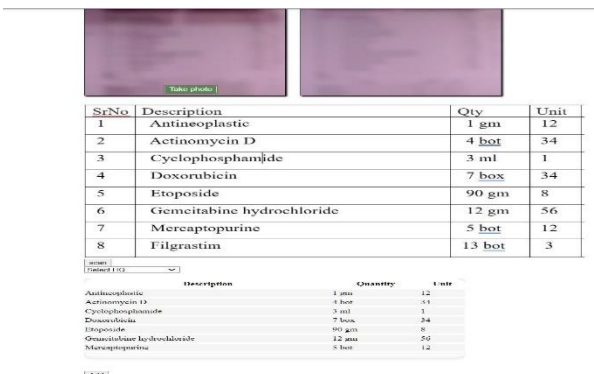 Take photo
SrNo Description Qty Unit
1 Antineoplastic 1 gm 12
2 Actinomycin D 4 bot 34
3 Cyclophosphamide 3 ml 1
4 Doxorubicin 7 box 34
5 Etoposide 90 gm 8
6 Gemcitabine hydrochloride 12 gm 56
7 Mercaptopurine 5 bot 12
8 Filgrastim 13 bot 3
Select HQ
Description Quantity Unit
Antineoplastic 1 gm 12
Actinomycin D 4 bot 34
Cyclophosphamide 3 ml 1
Doxorubicin 7 box 34
Etoposide 90 gm 8
Gemcitabine hydrochloride 12 gm 56
Mercaptopurine 5 bot 12